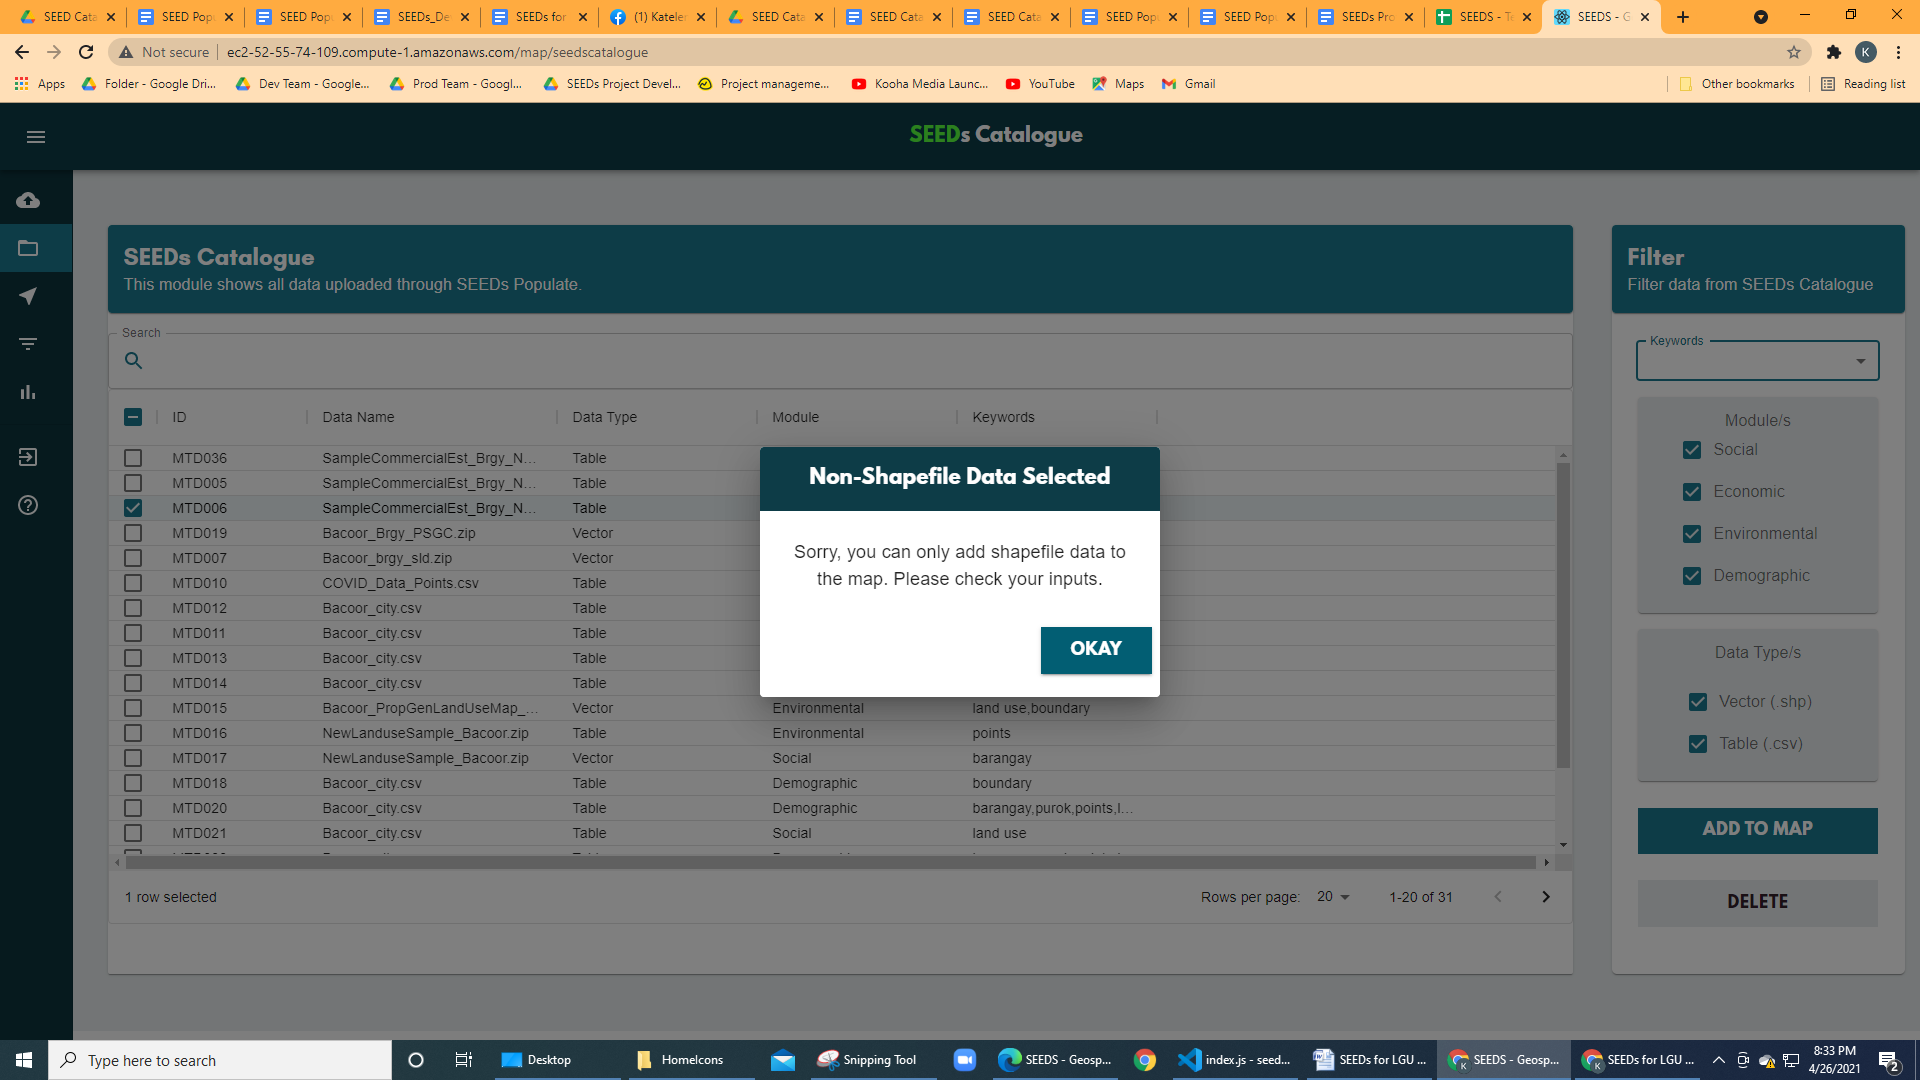 SEED Cata
SEED Popu
SEED Popu
SEEDs_De
SEEDs for
(1) Kateler
SEED Cata
SEED Cata
SEED Cata
SEED Popu
SEED Popu
SEEDs Pro
SEEDS - Te
SEEDS - G
Not secure
ec2-52-55-74-109.compute-1.amazonaws.com/map/seedscatalogue
K
Apps
Folder - Google Dri...
Dev Team - Google...
Prod Team - Googl...
SEEDs Project Devel...
Project manageme...
Kooha Media Launc...
YouTube
Maps
Gmail
Other bookmarks
Reading list
SEEDs Catalogue
SEEDs Catalogue
This module shows all data uploaded through SEEDs Populate.
Search
ID Data Name Data Type Module Keywords
MTD036 SampleCommercialEst_Brgy_N... Table
MTD005 SampleCommercialEst_Brgy_N... Table
MTD006 SampleCommercialEst_Brgy_N... Table
MTD019 Bacoor_Brgy_PSGC.zip Vector
MTD007 Bacoor_brgy_sld.zip Vector
MTD010 COVID_Data_Points.csv Table
MTD012 Bacoor_city.csv Table
MTD011 Bacoor_city.csv Table
MTD013 Bacoor_city.csv Table
MTD014 Bacoor_city.csv Table
MTD015 Bacoor_PropGenLandUseMap_... Vector Environmental land use,boundary
MTD016 NewLanduseSample_Bacoor.zip Table Environmental points
MTD017 NewLanduseSample_Bacoor.zip Vector Social barangay
MTD018 Bacoor_city.csv Table Demographic boundary
MTD020 Bacoor_city.csv Table Demographic barangay,purok,points,l...
MTD021 Bacoor_city.csv Table Social land use
1 row selected
Rows per page: 20
1-20 of 31
Non-Shapefile Data Selected
Sorry, you can only add shapefile data to
the map. Please check your inputs.
OKAY
Filter
Filter data from SEEDs Catalogue
Keywords
Module/s
Social
Economic
Environmental
Demographic
Data Type/s
Vector (.shp)
Table (.csv)
ADD TO MAP
DELETE
Type here to search
Desktop
HomeIcons
Snipping Tool
SEEDS - Geosp...
index.js - seed...
SEEDs for LGU ...
SEEDS - Geosp...
SEEDs for LGU ...
8:33 PM
4/26/2021
2